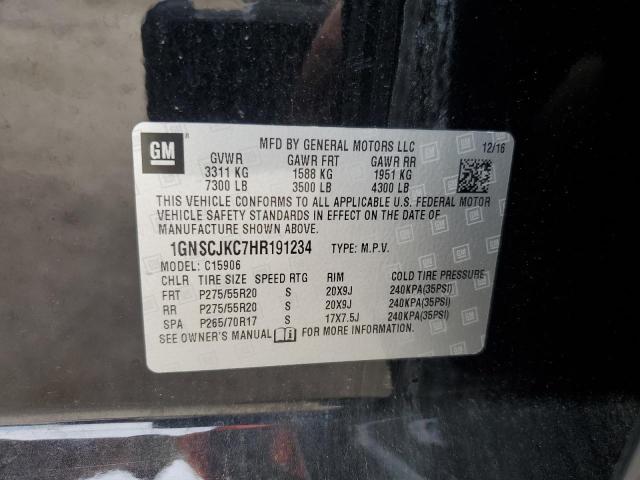 GM
MFD BY GENERAL MOTORS LLC 12/16
GVWR GAWR FRT GAWR RR
3311 KG 1588 KG 1951 KG
7300 LB 3500 LB 4300 LB
THIS VEHICLE CONFORMS TO ALL APPLICABLE U.S. FEDERAL MOTOR
VEHICLE SAFETY STANDARDS IN EFFECT ON THE DATE OF
MANUFACTURE SHOWN ABOVE.
1GNSCJKC7HR191234 TYPE: M.P.V.
MODEL: C15906
CHLR TIRE SIZE SPEED RTG RIM COLD TIRE PRESSURE
FRT P275/55R20 S 20X9J 240KPA(35PSI)
RR P275/55R20 S 20X9J 240KPA(35PSI)
SPA P265/70R17 S 17X7.5J 240KPA(35PSI)
SEE OWNER'S MANUAL FOR MORE INFORMATION.